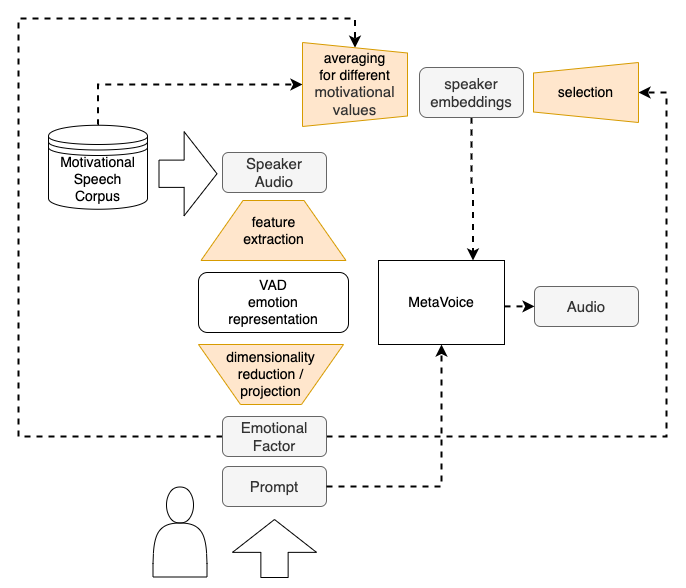 averaging
for different
motivational
values
speaker
embeddings
selection
Motivational
Speech
Corpus
Speaker
Audio
feature
extraction
VAD
emotion
representation
MetaVoice
Audio
dimensionality
reduction /
projection
Emotional
Factor
Prompt